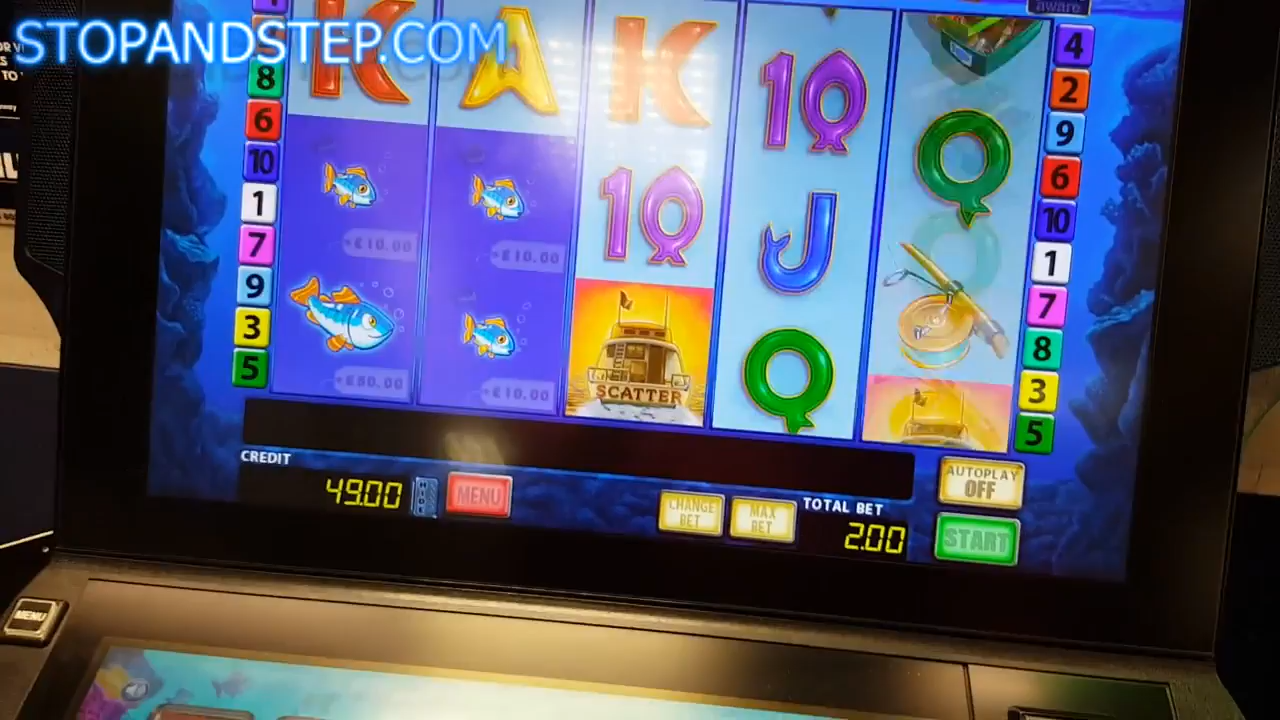 STOPANDSTEP.COM
aware
K A K 10 Q
4
8 2
6 9
10 10 6
1 J 10
7 1
9 7
3 8
5 Q 3
5
+£10.00
+£10.00
+£50.00
+£10.00
SCATTER
CREDIT
49.00
HIDE
MENU
CHANGE BET
MAX BET
TOTAL BET
2.00
AUTOPLAY
OFF
START
MENU